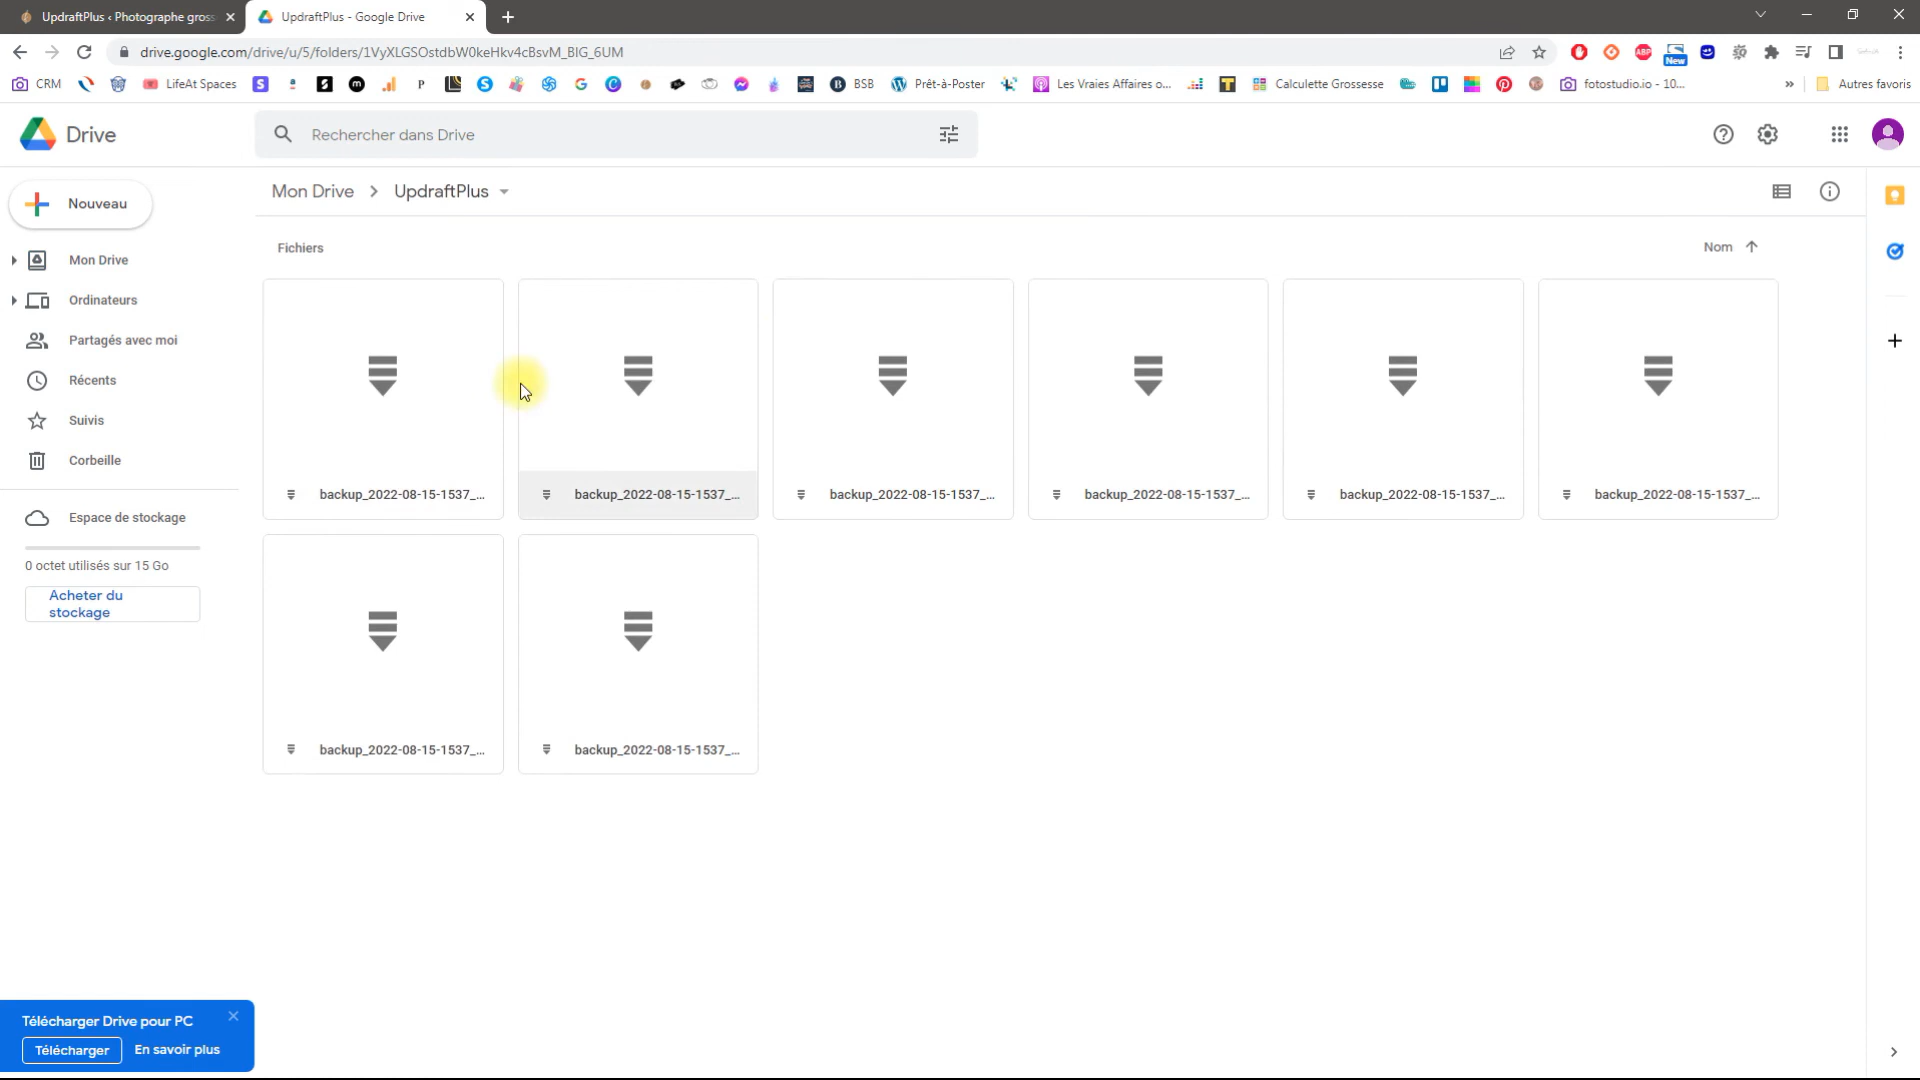 UpdraftPlus ‹ Photographe gross
UpdraftPlus - Google Drive
drive.google.com/drive/u/5/folders/1VyXLGSOstdbW0keHkv4cBsvM_BIG_6UM
ABP
New
CRM
LifeAt Spaces
BSB
Prêt-à-Poster
Les Vraies Affaires o...
Calculette Grossesse
fotostudio.io - 10...
»
Autres favoris
Drive
Rechercher dans Drive
Nouveau
Mon Drive
UpdraftPlus
Mon Drive
Ordinateurs
Partagés avec moi
Récents
Suivis
Corbeille
Espace de stockage
0 octet utilisés sur 15 Go
Acheter du
stockage
Fichiers
Nom
backup_2022-08-15-1537_...
backup_2022-08-15-1537_...
backup_2022-08-15-1537_...
backup_2022-08-15-1537_...
backup_2022-08-15-1537_...
backup_2022-08-15-1537_...
backup_2022-08-15-1537_...
backup_2022-08-15-1537_...
Télécharger Drive pour PC
Télécharger
En savoir plus